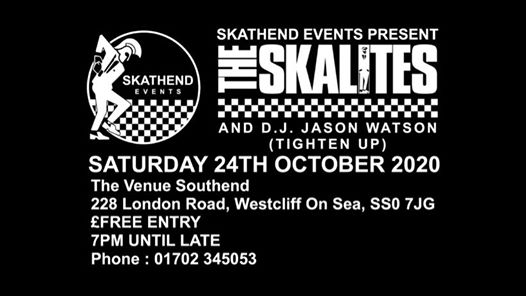 SKATHEND
EVENTS
SKATHEND EVENTS PRESENT
THE SKALITES
AND D.J. JASON WATSON
(TIGHTEN UP)
SATURDAY 24TH OCTOBER 2020
The Venue Southend
228 London Road, Westcliff On Sea, SS0 7JG
£FREE ENTRY
7PM UNTIL LATE
Phone : 01702 345053